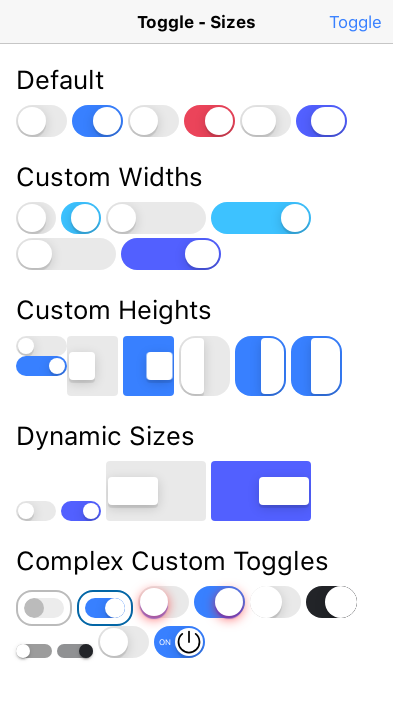 Toggle - Sizes
Toggle
Default
Custom Widths
Custom Heights
Dynamic Sizes
Complex Custom Toggles
ON